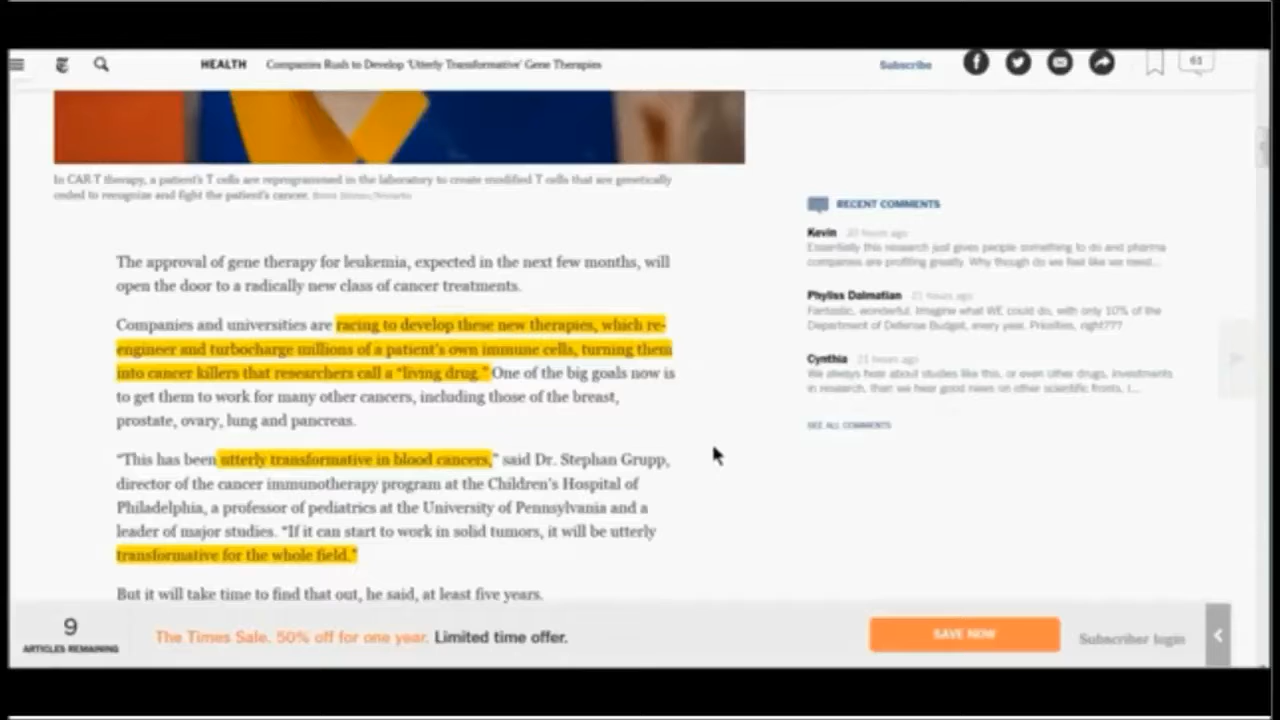 HEALTH Companies Rush to Develop 'Utterly Transformative' Gene Therapies Subscribe 61
In CAR-T therapy, a patient's T cells are reprogrammed in the laboratory to create modified T cells that are genetically
coded to recognize and fight the patient's cancer.
The approval of gene therapy for leukemia, expected in the next few months, will
open the door to a radically new class of cancer treatments.
Companies and universities are racing to develop these new therapies, which re-
engineer and turbocharge millions of a patient's own immune cells, turning them
into cancer killers that researchers call a “living drug.” One of the big goals now is
to get them to work for many other cancers, including those of the breast,
prostate, ovary, lung and pancreas.
“This has been utterly transformative in blood cancers,” said Dr. Stephan Grupp,
director of the cancer immunotherapy program at the Children's Hospital of
Philadelphia, a professor of pediatrics at the University of Pennsylvania and a
leader of major studies. “If it can start to work in solid tumors, it will be utterly
transformative for the whole field.”
But it will take time to find that out, he said, at least five years.
RECENT COMMENTS
Kevin 20 hours ago
Essentially this research just gives people something to do and pharma
companies are profiting greatly. Why though do we feel like we need...
Phyliss Dalmatian 21 hours ago
Fantastic, wonderful. Imagine what WE could do, with only 10% of the
Department of Defense Budget, every year. Priorities, right???
Cynthia 21 hours ago
We always hear about studies like this, or even other drugs, investments
in research, then we hear good news on other scientific fronts, I...
SEE ALL COMMENTS
9
ARTICLES REMAINING
The Times Sale. 50% off for one year. Limited time offer.
SAVE NOW
Subscriber login